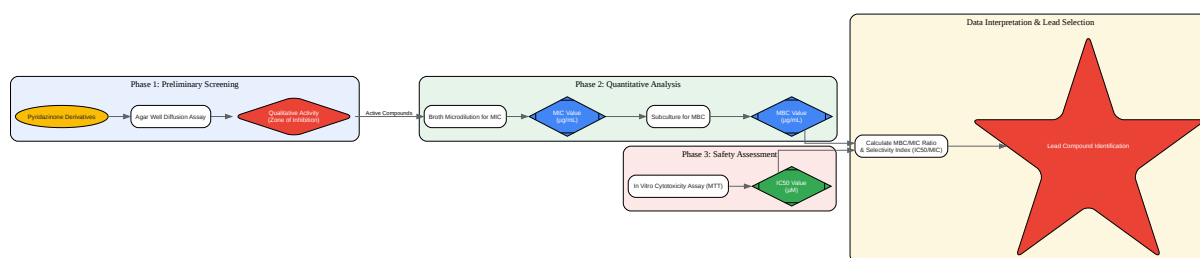 Phase 1: Preliminary Screening
Pyridazinone Derivatives
Agar Well Diffusion Assay
Qualitative Activity
(Zone of Inhibition)
Active Compounds
Phase 2: Quantitative Analysis
Broth Microdilution for MIC
MIC Value
(µg/mL)
Subculture for MBC
MBC Value
(µg/mL)
Phase 3: Safety Assessment
In Vitro Cytotoxicity Assay (MTT)
IC50 Value
(µM)
Data Interpretation & Lead Selection
Calculate MBC/MIC Ratio
& Selectivity Index (IC50/MIC)
Lead Compound Identification